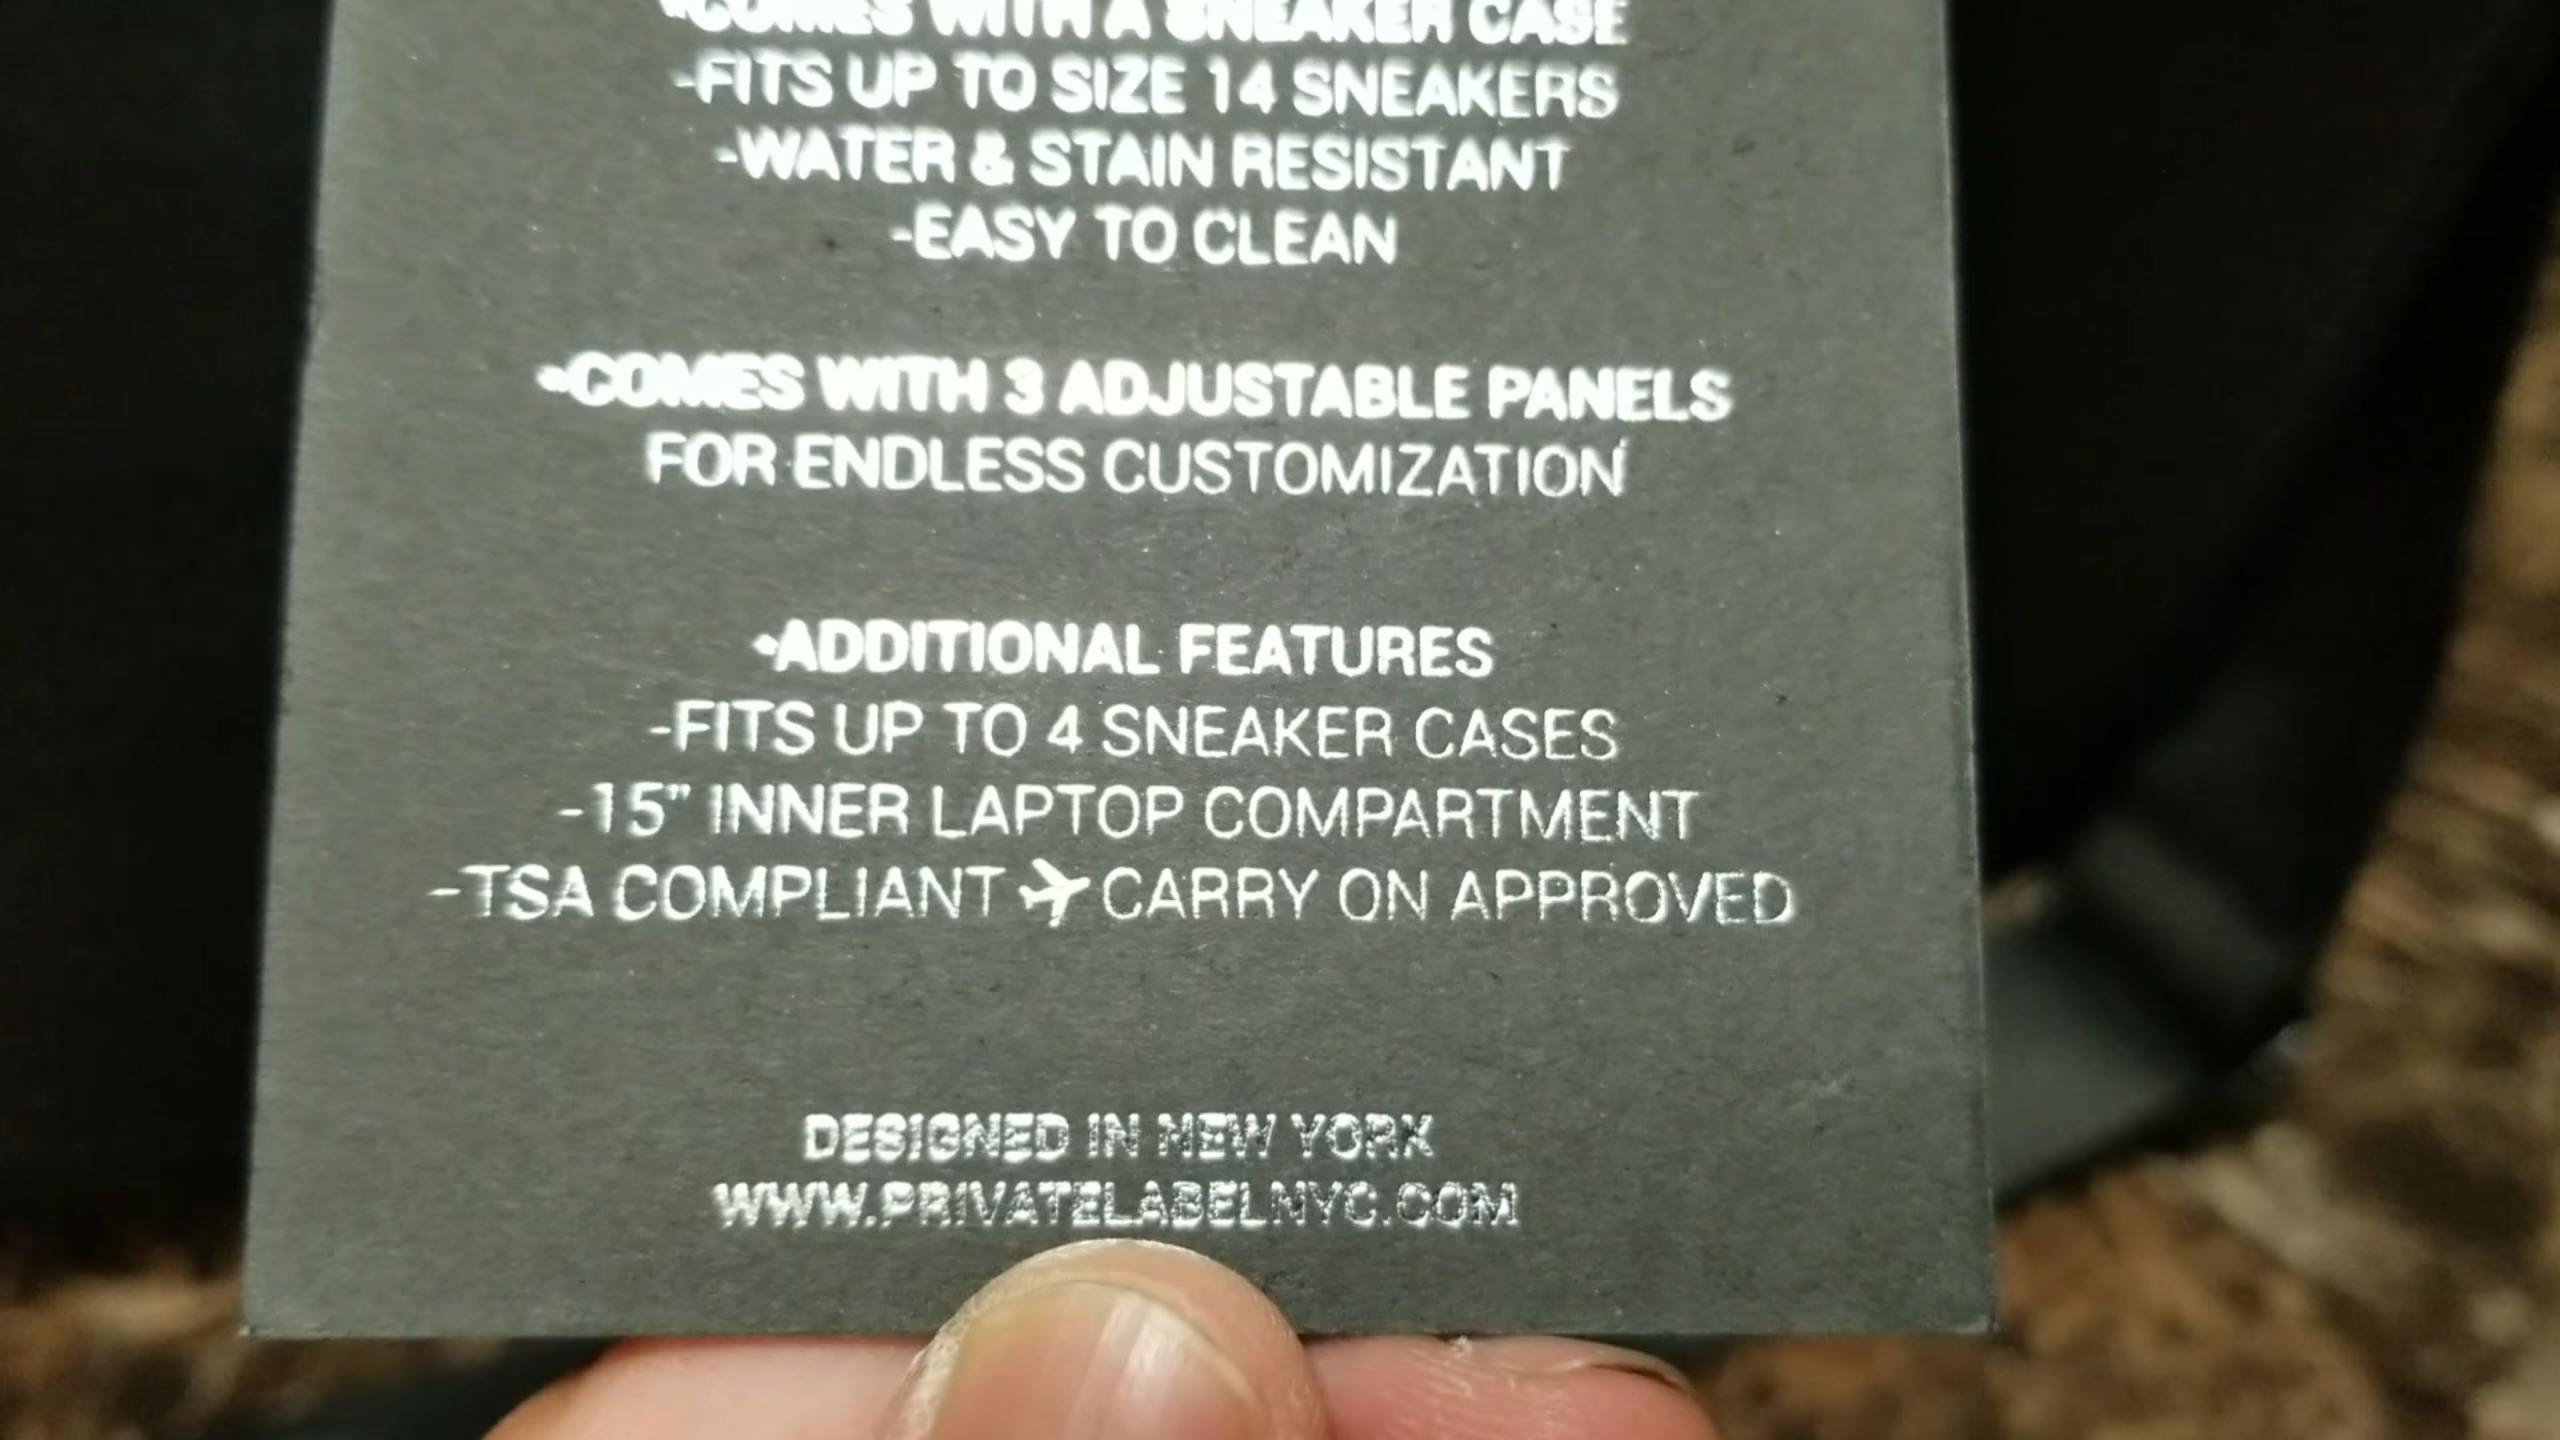 •COMES WITH A SNEAKER CASE
-FITS UP TO SIZE 14 SNEAKERS
-WATER & STAIN RESISTANT
-EASY TO CLEAN
•COMES WITH 3 ADJUSTABLE PANELS
FOR ENDLESS CUSTOMIZATION
•ADDITIONAL FEATURES
-FITS UP TO 4 SNEAKER CASES
-15" INNER LAPTOP COMPARTMENT
-TSA COMPLIANT ✈ CARRY ON APPROVED
DESIGNED IN NEW YORK
WWW.PRIVATELABELNYC.COM